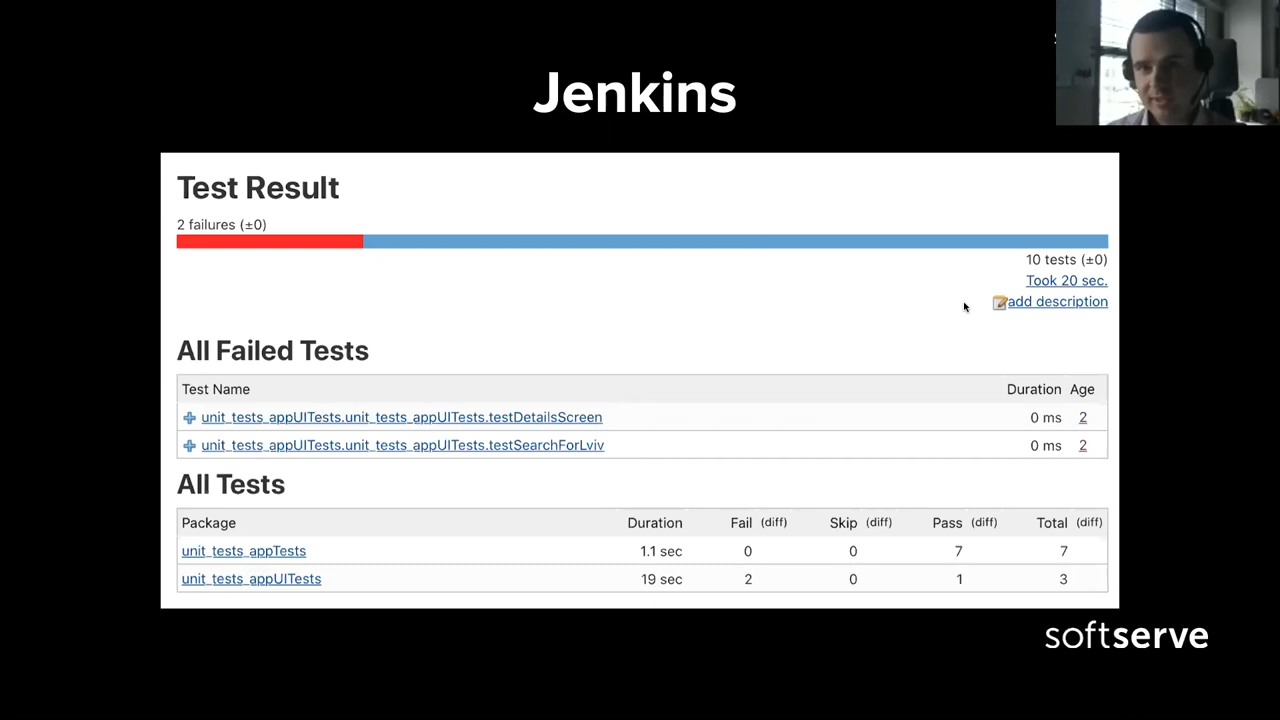 Jenkins
Test Result
2 failures (±0)
10 tests (±0)
Took 20 sec.
add description
All Failed Tests
Test Name Duration Age
unit_tests_appUITests.unit_tests_appUITests.testDetailsScreen 0 ms 2
unit_tests_appUITests.unit_tests_appUITests.testSearchForLviv 0 ms 2
All Tests
Package Duration Fail (diff) Skip (diff) Pass (diff) Total (diff)
unit_tests_appTests 1.1 sec 0 0 7 7
unit_tests_appUITests 19 sec 2 0 1 3
softserve